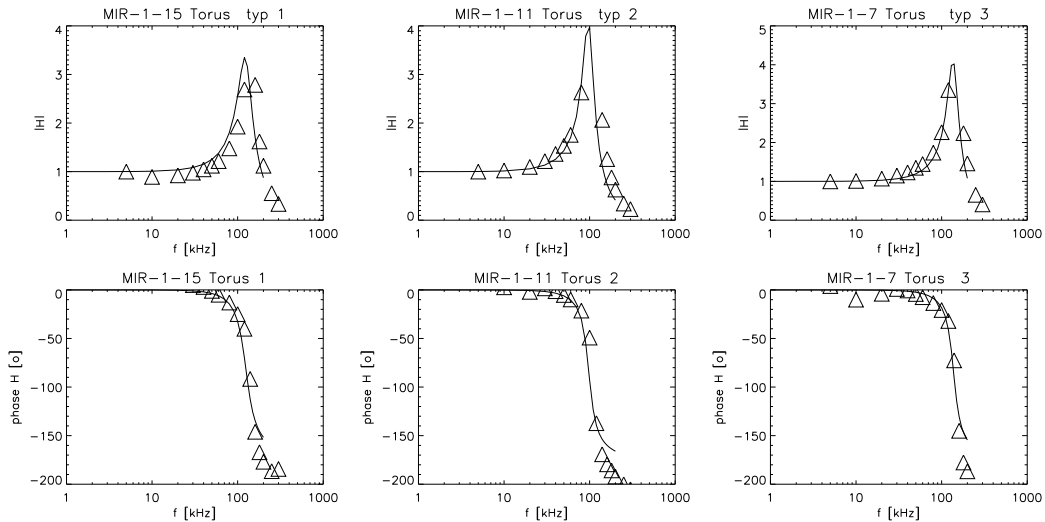 MIR-1-15 Torus typ 1
4
3
2
1
0
|H|
1 10 100 1000
f [kHz]
MIR-1-11 Torus typ 2
4
3
2
1
0
|H|
1 10 100 1000
f [kHz]
MIR-1-7 Torus typ 3
5
4
3
2
1
0
|H|
1 10 100 1000
f [kHz]
MIR-1-15 Torus 1
0
-50
-100
-150
-200
phase H [o]
1 10 100 1000
f [kHz]
MIR-1-11 Torus 2
0
-50
-100
-150
-200
phase H [o]
1 10 100 1000
f [kHz]
MIR-1-7 Torus 3
0
-50
-100
-150
-200
phase H [o]
1 10 100 1000
f [kHz]